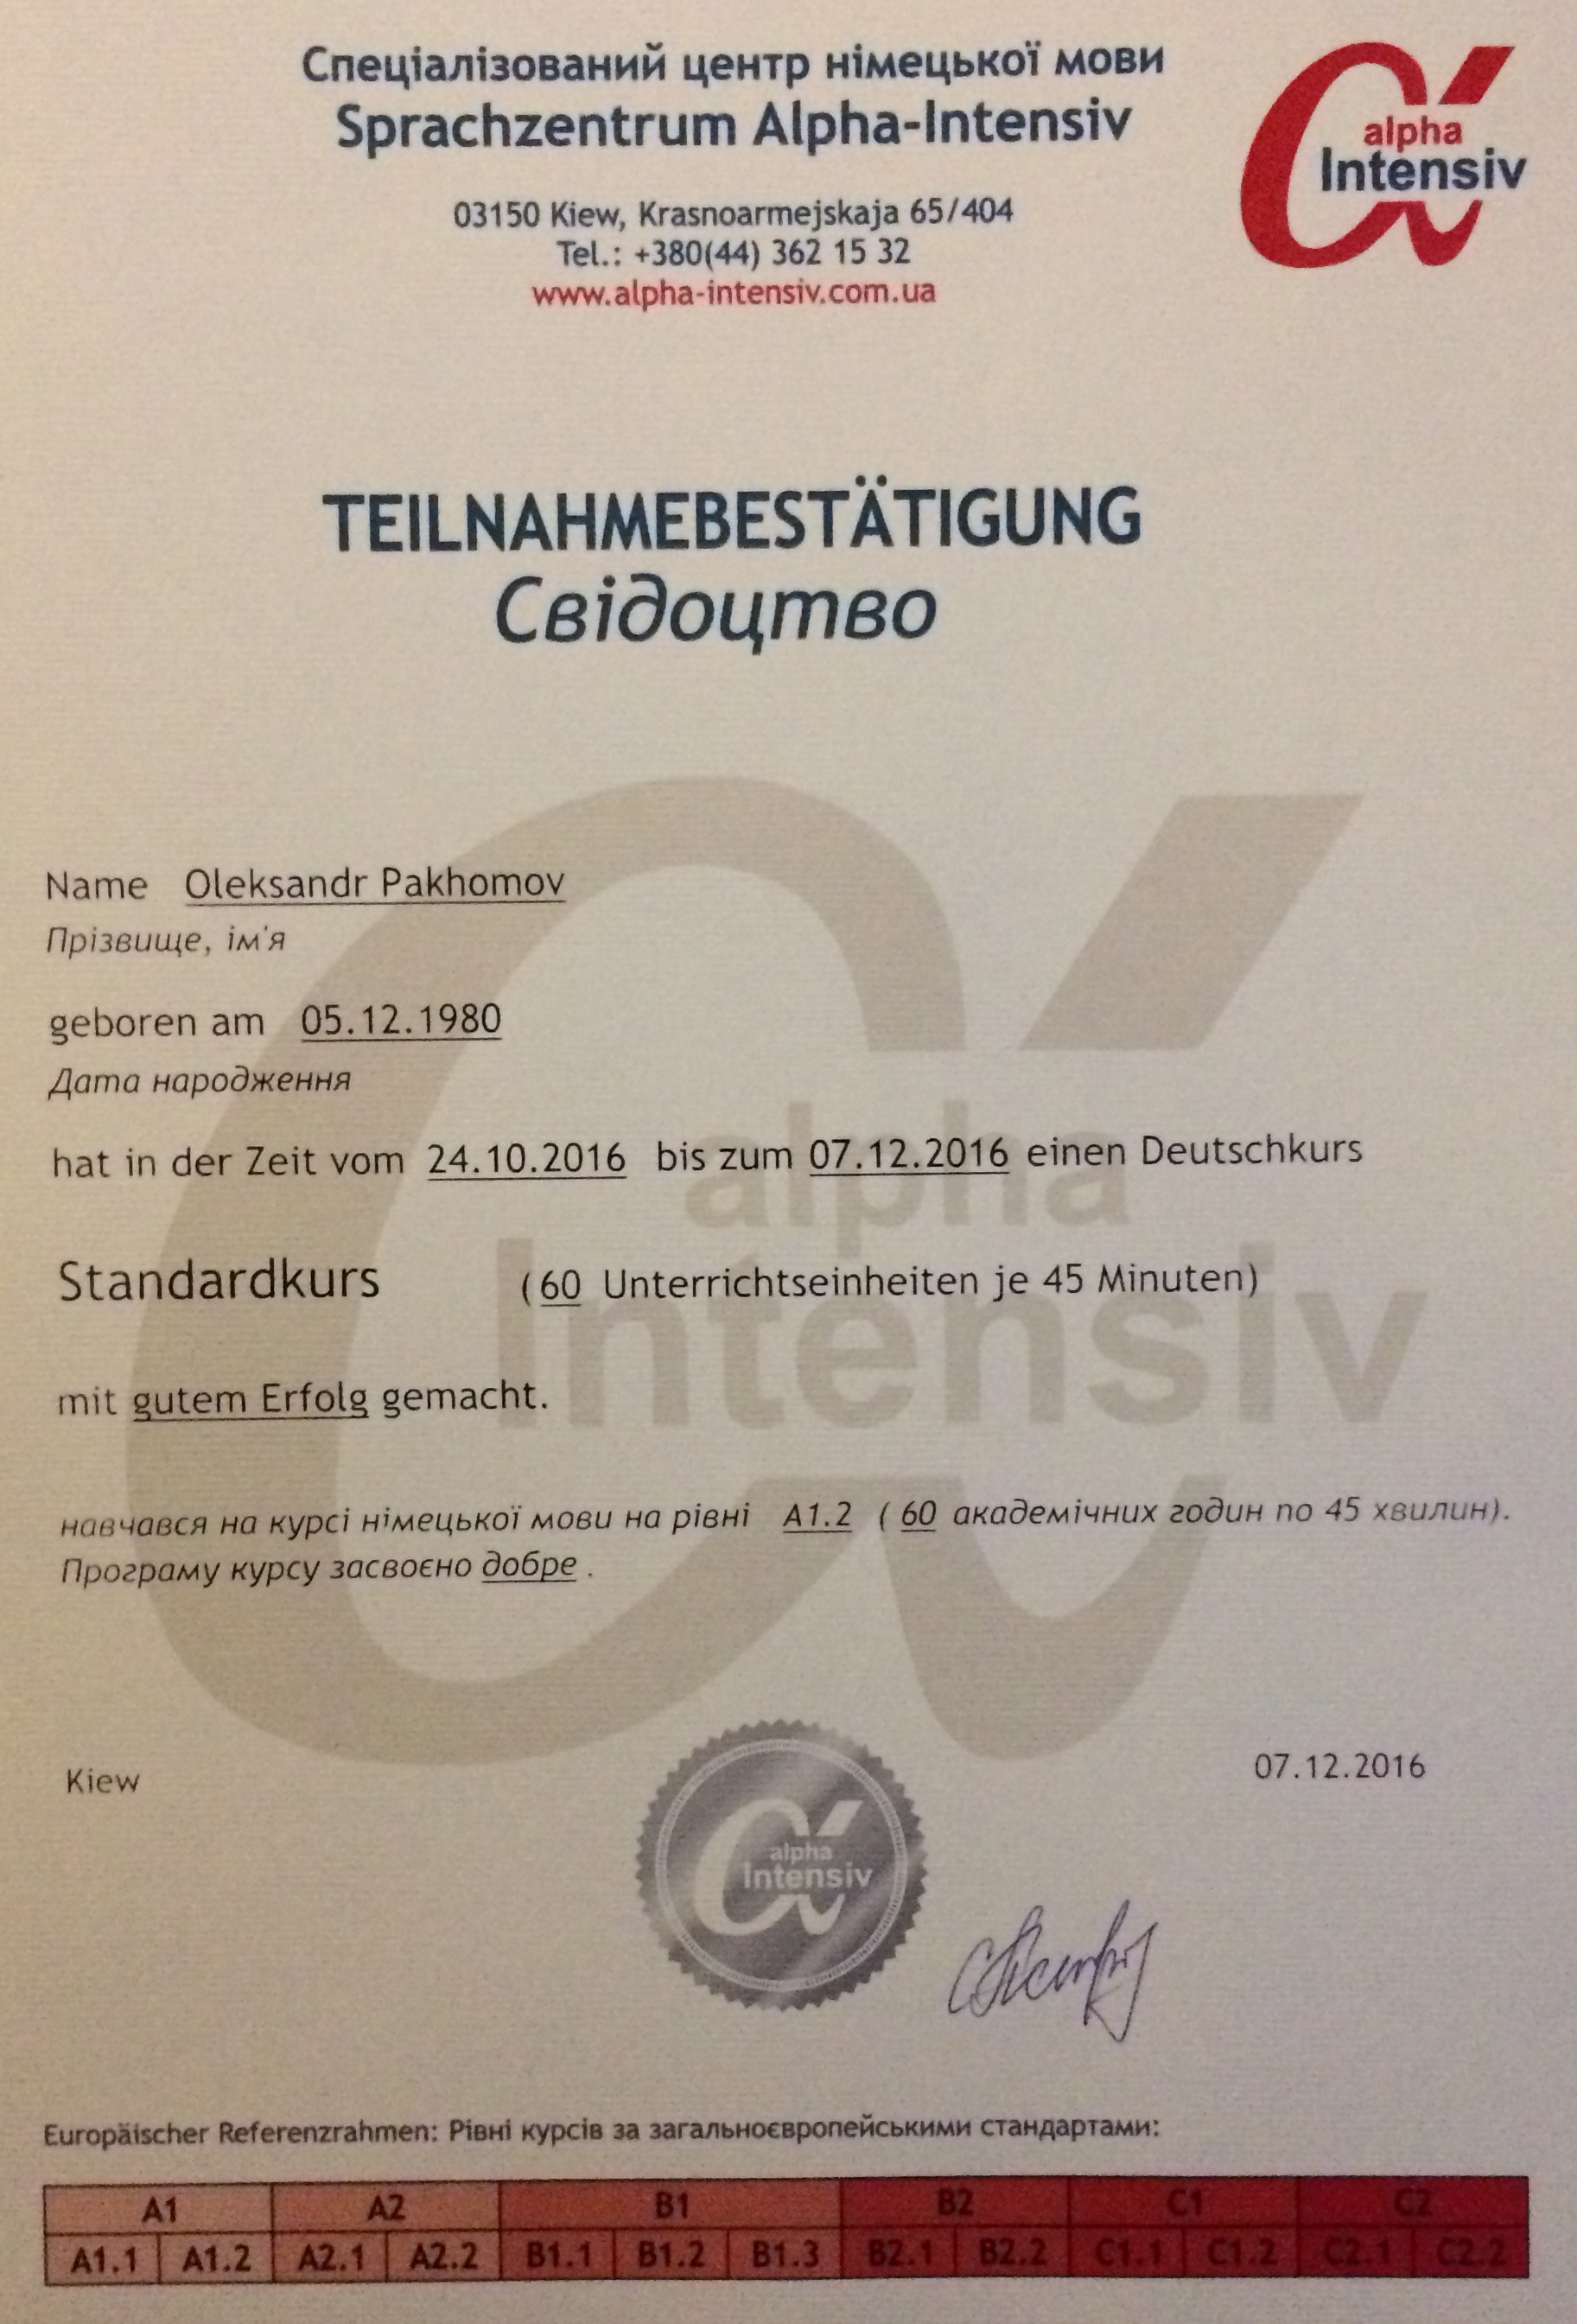 Спеціалізований центр німецької мови
Sprachzentrum Alpha-Intensiv
alpha
Intensiv
03150 Kiew, Krasnoarmejskaja 65/404
Tel.: +380(44) 362 15 32
www.alpha-intensiv.com.ua
TEILNAHMEBESTÄTIGUNG
Свідоцтво
Name Oleksandr Pakhomov
Прізвище, ім'я
geboren am 05.12.1980
Дата народження
hat in der Zeit vom 24.10.2016 bis zum 07.12.2016 einen Deutschkurs
alpha
Intensiv
Standardkurs (60 Unterrichtseinheiten je 45 Minuten)
mit gutem Erfolg gemacht.
навчався на курсі німецької мови на рівні А1.2 ( 60 академічних годин по 45 хвилин).
Програму курсу засвоєно добре .
Kiew
07.12.2016
alpha
Intensiv
Europäischer Referenzrahmen: Рівні курсів за загальноєвропейськими стандартами:
A1 A2 B1 B2 C1 C2
A1.1 A1.2 A2.1 A2.2 B1.1 B1.2 B1.3 B2.1 B2.2 C1.1 C1.2 C2.1 C2.2